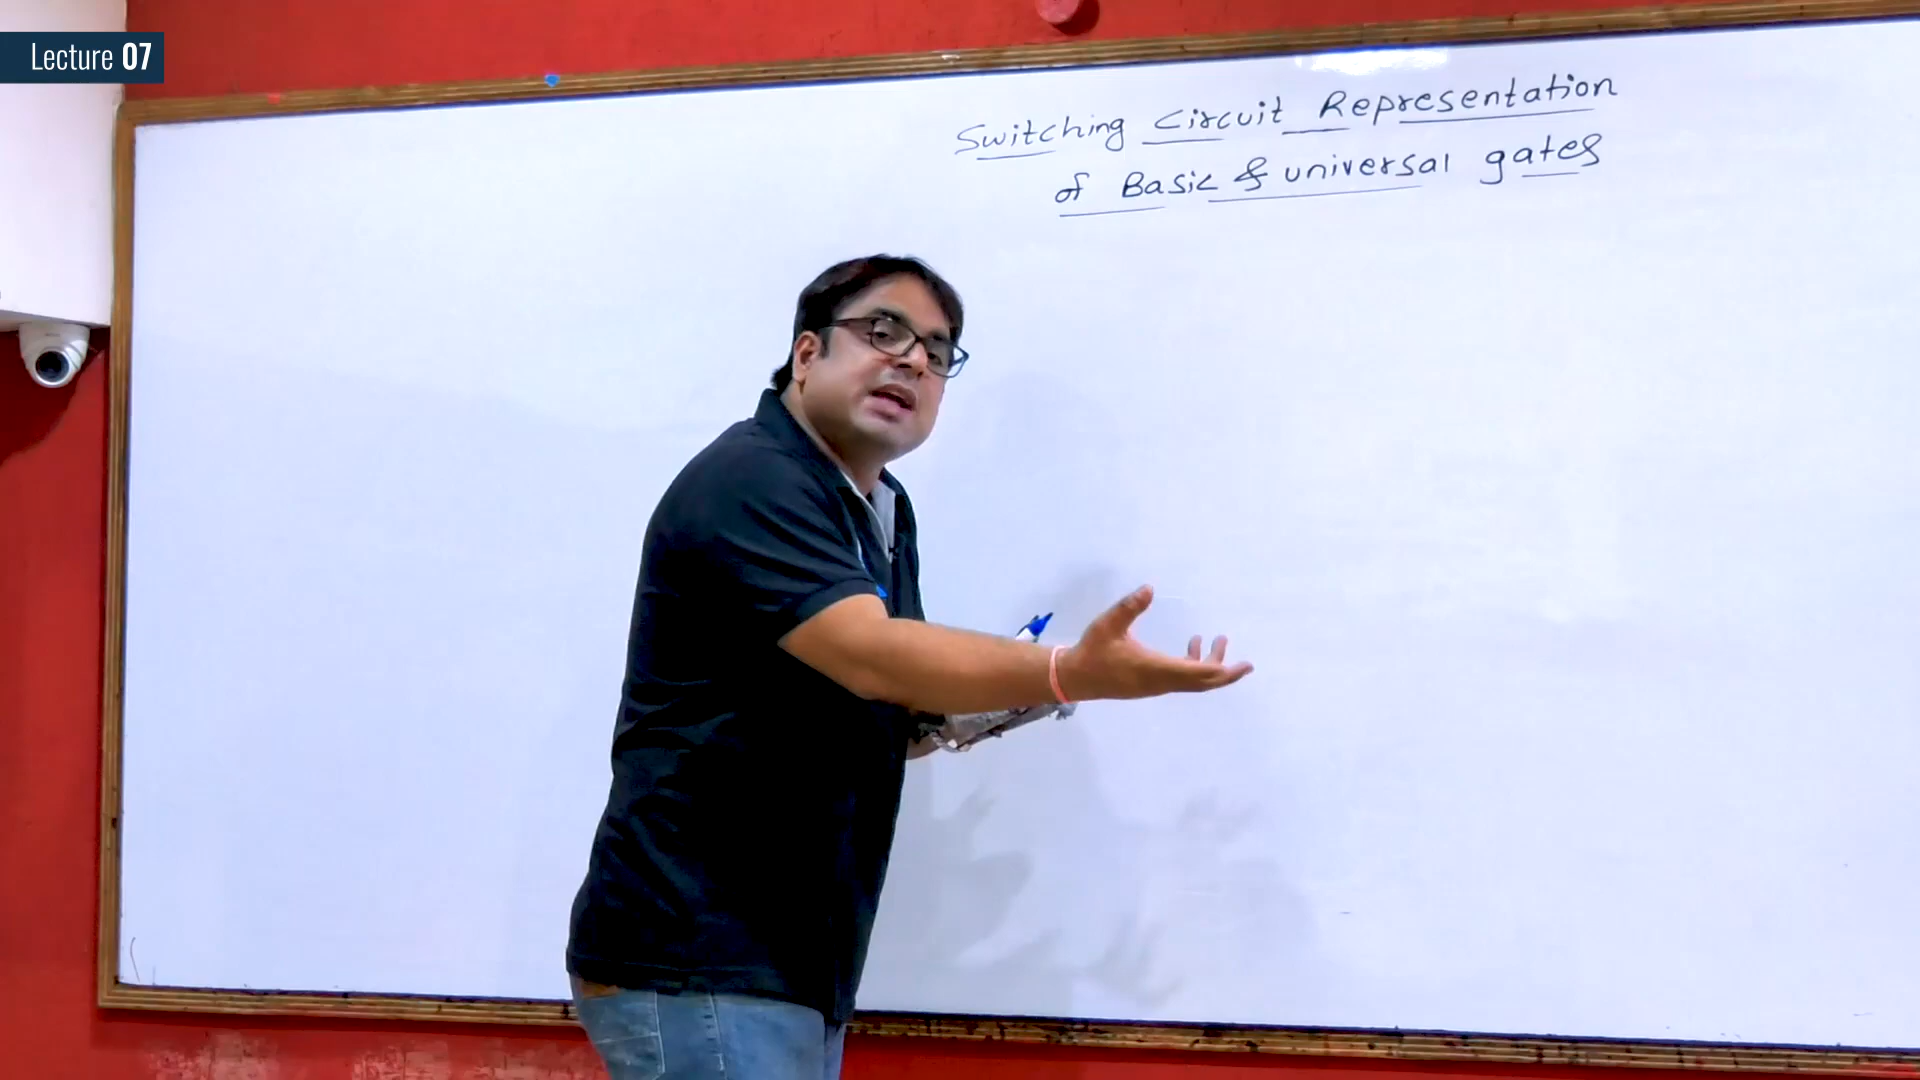 Lecture 07
Switching Circuit Representation
of Basic & universal gates